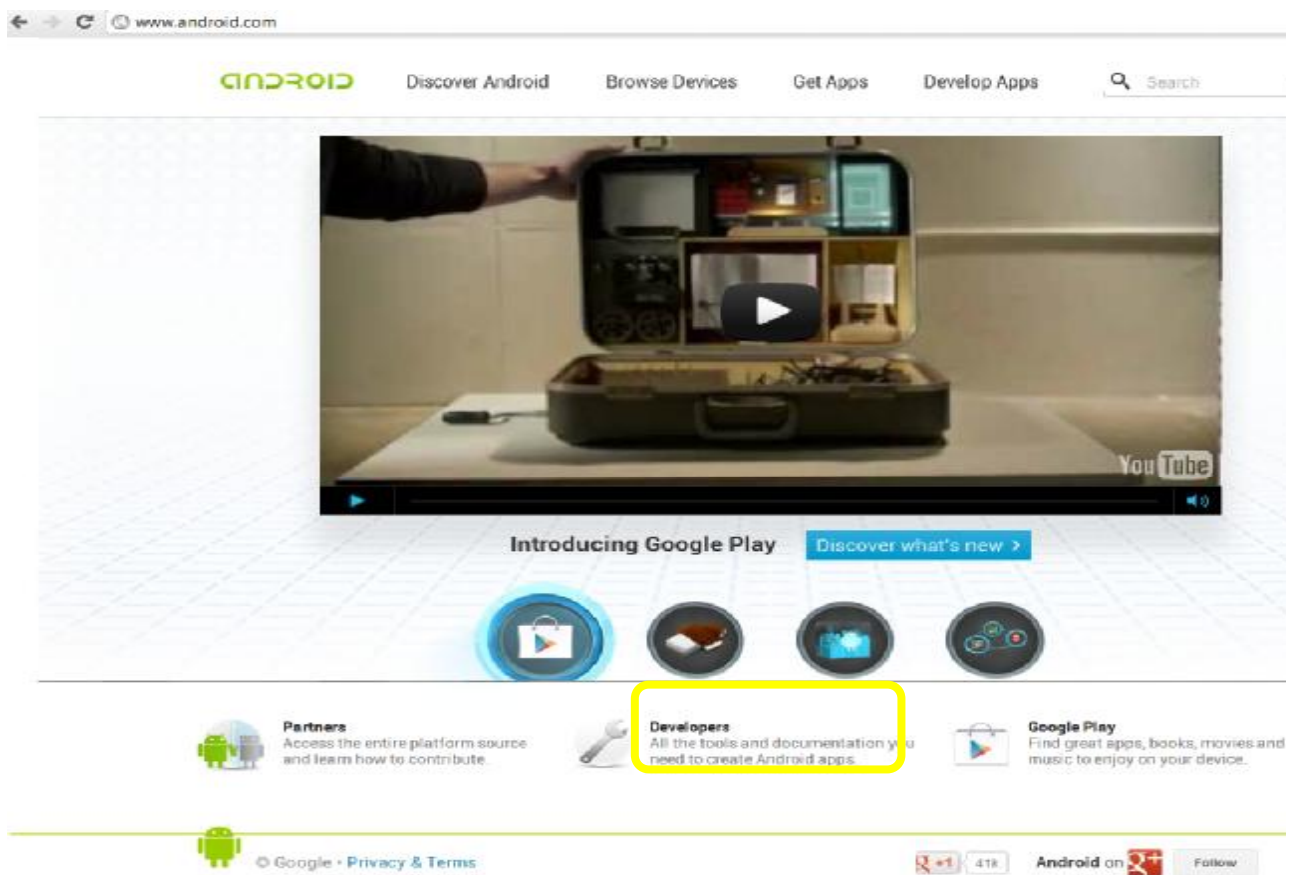 www.android.com
ANDROID Discover Android Browse Devices Get Apps Develop Apps Search
You Tube
Introducing Google Play Discover what's new >
Partners
Access the entire platform source
and learn how to contribute.
Developers
All the tools and documentation you
need to create Android apps.
Google Play
Find great apps, books, movies and
music to enjoy on your device.
© Google • Privacy & Terms +1 41k Android on g+ Follow